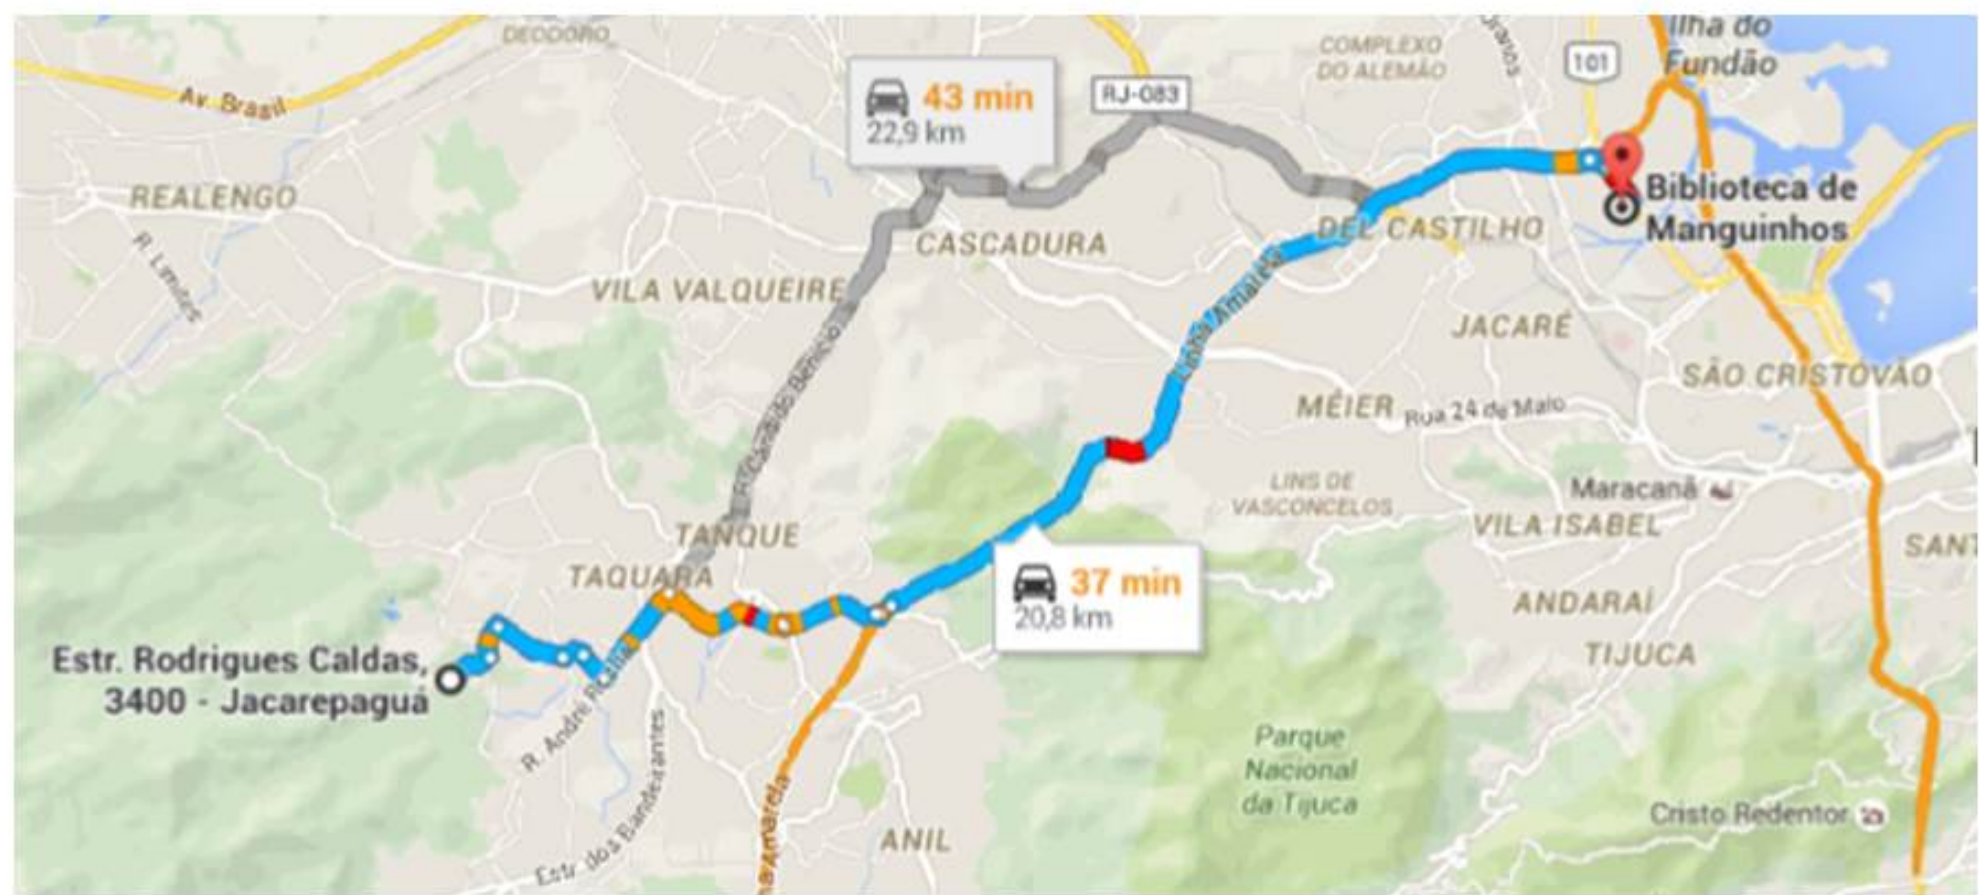 DEODORO
Ilha do
Fundão
COMPLEXO
DO ALEMÃO
101
Av. Brasil
43 min
22,9 km
RJ-083
REALENGO
Biblioteca de
Manguinhos
CASCADURA
DEL CASTILHO
R. Limites
VILA VALQUEIRE
Linha Amarela
JACARÉ
SÃO CRISTOVÃO
MÉIER
Rua 24 de Maio
LINS DE
VASCONCELOS
Maracanã
VILA ISABEL
TANQUE
SANT
TAQUARA
37 min
20,8 km
ANDARAÍ
TIJUCA
Estr. Rodrigues Caldas,
3400 - Jacarepaguá
R. André Rocha
Estr. dos Bandeirantes
Parque
Nacional
da Tijuca
Cristo Redentor
ANIL